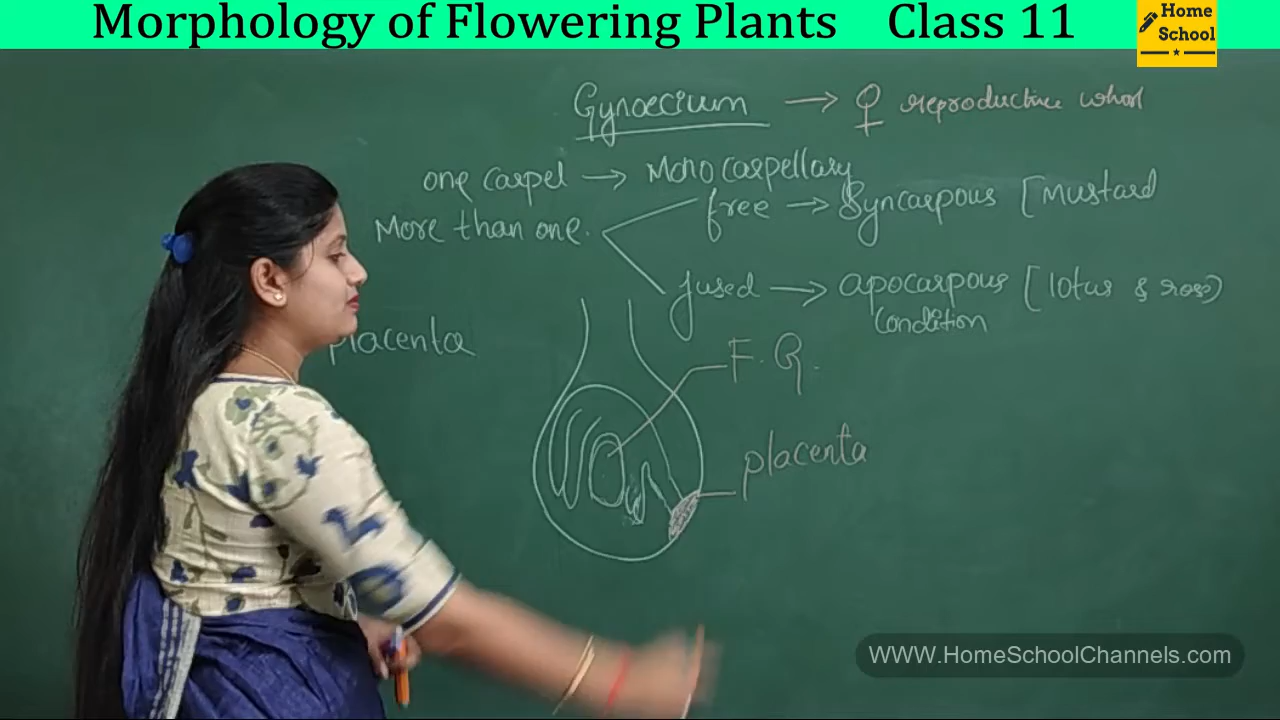 Morphology of Flowering Plants Class 11
Home
School
Gynoecium → ♀ reproductive whorl
one carpel → Mono carpellary
More than one. free → Syncarpous [Mustard
fused → apocarpous [lotus & rose)
Condition
placenta
F.G.
placenta
WWW.HomeSchoolChannels.com